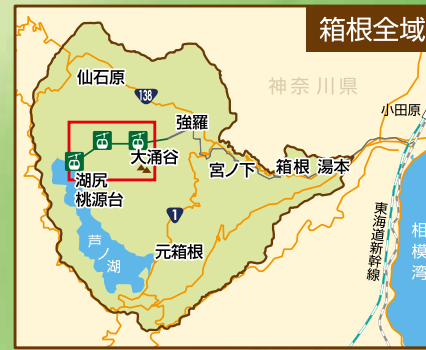 箱根全域
仙石原
138
神奈川県
小田原
強羅
大涌谷
宮ノ下
箱根 湯本
湖尻
桃源台
芦ノ湖
1
元箱根
東海道新幹線
相模湾